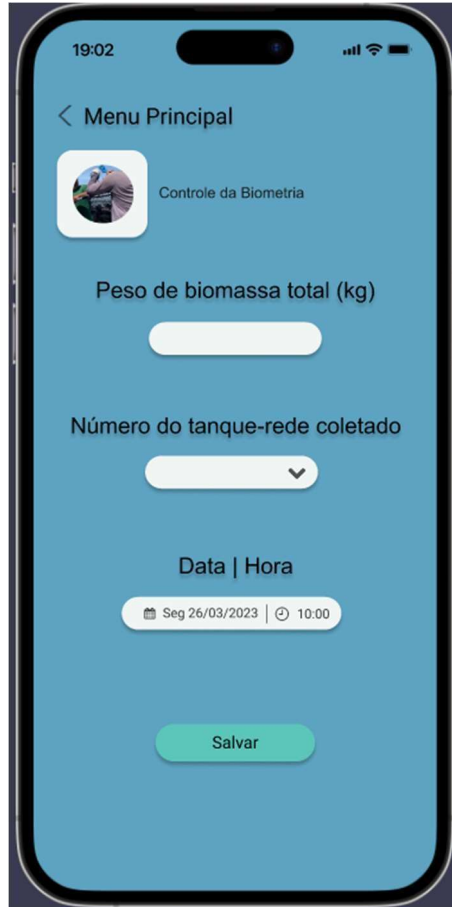 19:02
Menu Principal
Controle da Biometria
Peso de biomassa total (kg)
Número do tanque-rede coletado
Data | Hora
Seg 26/03/2023 | 10:00
Salvar